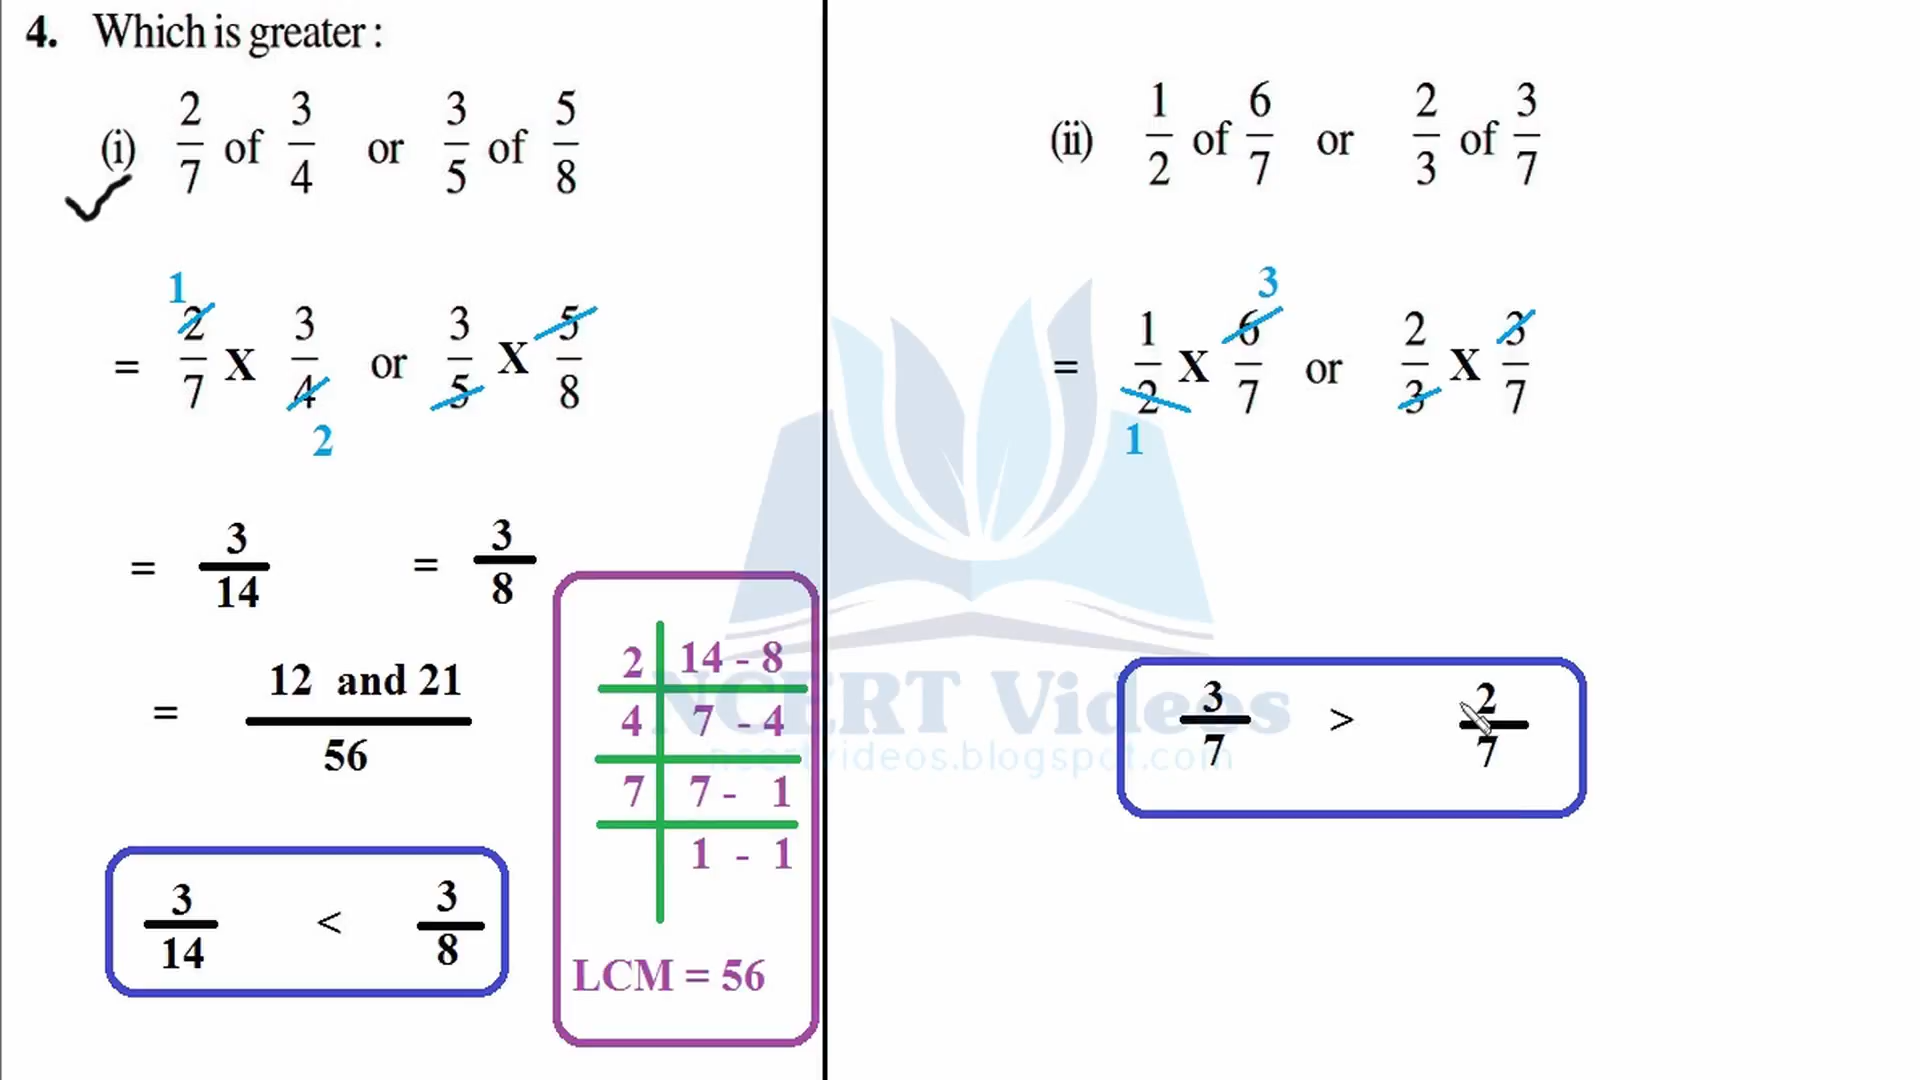 4. Which is greater :
(i) 2/7 of 3/4 or 3/5 of 5/8
1
= 2/7 X 3/4 or 3/5 X 5/8
2
= 3/14 = 3/8
= 12 and 21
56
3/14 < 3/8
2 14 - 8
4 7 - 4
7 7 - 1
1 - 1
LCM = 56
(ii) 1/2 of 6/7 or 2/3 of 3/7
3
= 1/2 X 6/7 or 2/3 X 3/7
1
3/7 > 2/7
NCERT Videos
ncertvideos.blogspot.com